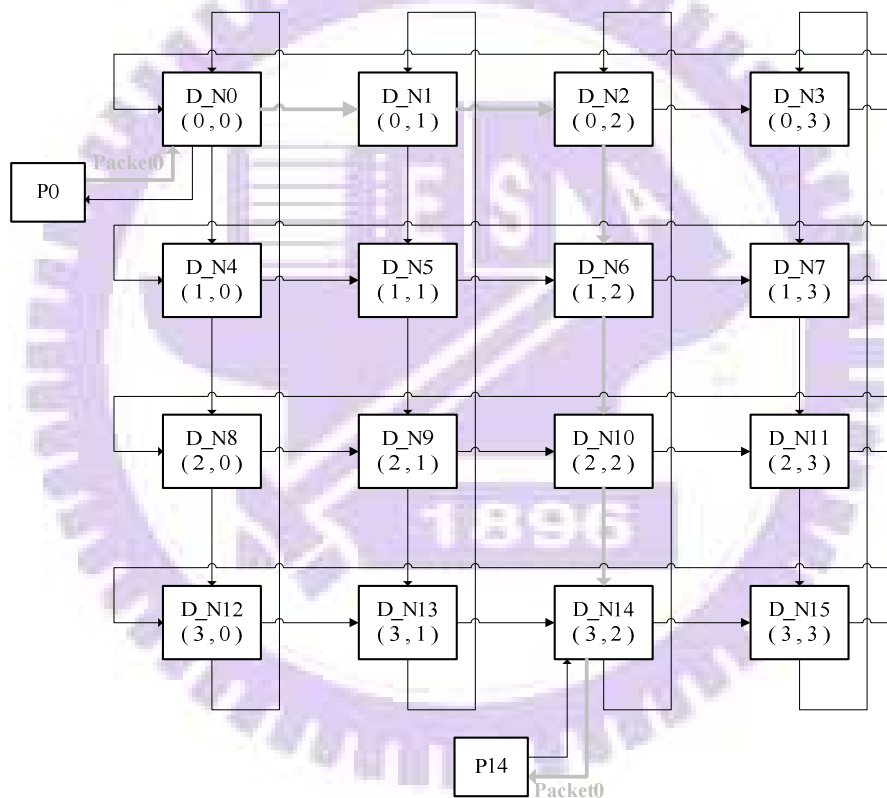 D_N0
(0,0)
D_N1
(0,1)
D_N2
(0,2)
D_N3
(0,3)
Packet0
P0
D_N4
(1,0)
D_N5
(1,1)
D_N6
(1,2)
D_N7
(1,3)
ESA
D_N8
(2,0)
D_N9
(2,1)
D_N10
(2,2)
D_N11
(2,3)
1896
D_N12
(3,0)
D_N13
(3,1)
D_N14
(3,2)
D_N15
(3,3)
P14
Packet0